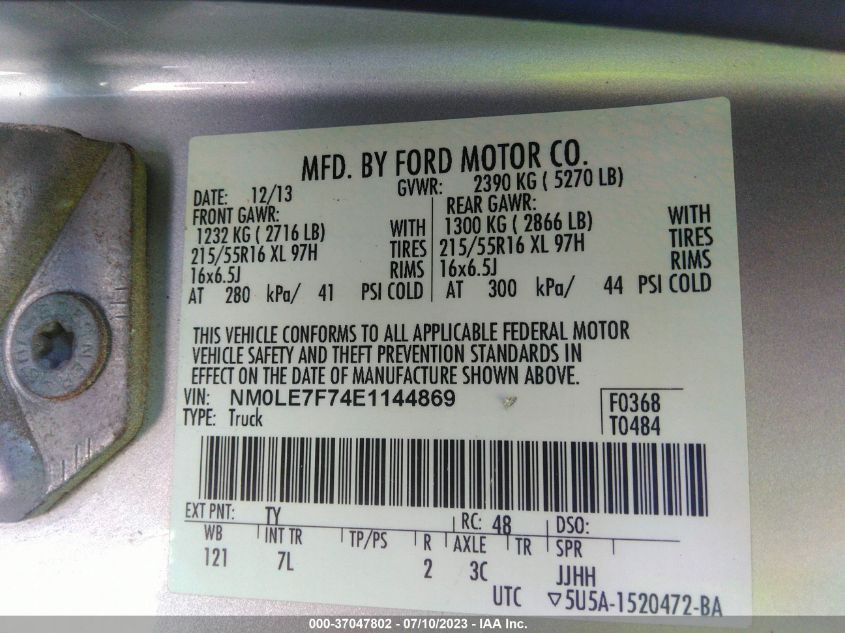 MFD. BY FORD MOTOR CO.
DATE: 12/13 GVWR: 2390 KG ( 5270 LB)
FRONT GAWR: REAR GAWR:
1232 KG ( 2716 LB) WITH 1300 KG ( 2866 LB) WITH
215/55R16 XL 97H TIRES 215/55R16 XL 97H TIRES
16x6.5J RIMS 16x6.5J RIMS
AT 280 kPa/ 41 PSI COLD AT 300 kPa/ 44 PSI COLD
THIS VEHICLE CONFORMS TO ALL APPLICABLE FEDERAL MOTOR
VEHICLE SAFETY AND THEFT PREVENTION STANDARDS IN
EFFECT ON THE DATE OF MANUFACTURE SHOWN ABOVE.
VIN: NM0LE7F74E1144869 F0368
TYPE: Truck T0484
EXT PNT: TY RC: 48 DSO:
WB INT TR TP/PS R AXLE TR SPR
121 7L 2 3C JJHH
UTC ▽5U5A-1520472-BA
000-37047802 - 07/10/2023 - IAA Inc.